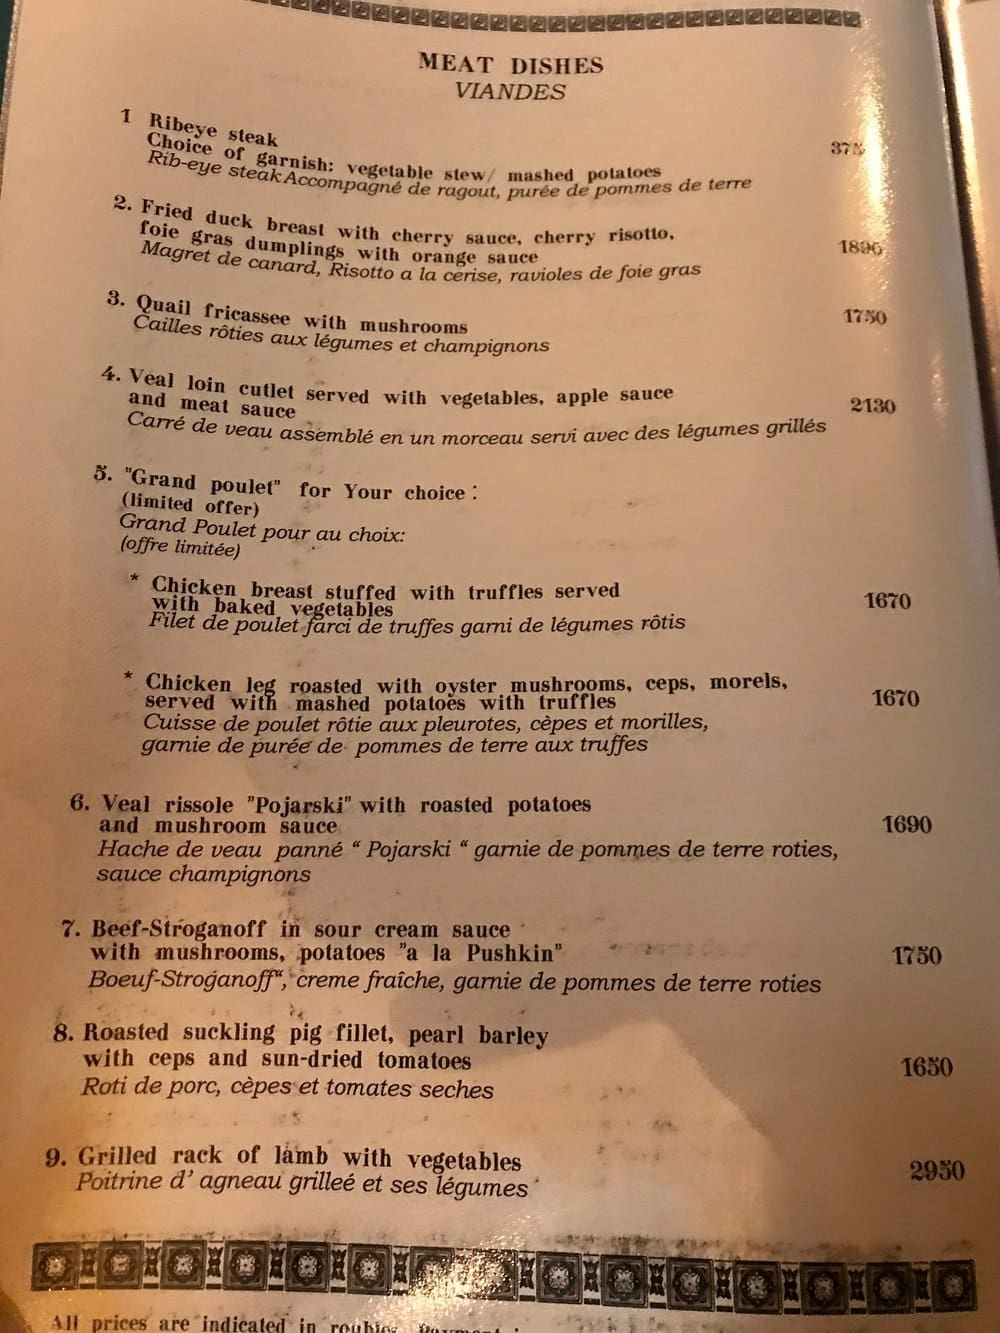 MEAT DISHES
VIANDES
1 Ribeye steak
Choice of garnish: vegetable stew/ mashed potatoes
Rib-eye steak Accompagné de ragout, purée de pommes de terre
2. Fried duck breast with cherry sauce, cherry risotto,
foie gras dumplings with orange sauce
Magret de canard, Risotto a la cerise, ravioles de foie gras
3. Quail fricassee with mushrooms
1750
Cailles rôties aux légumes et champignons
4. Veal loin cutlet served with vegetables, apple sauce
and meat sauce
2130
Carré de veau assemblé en un morceau servi avec des légumes grillés
5. "Grand poulet" for Your choice:
(limited offer)
Grand Poulet pour au choix:
(offre limitée)
* Chicken breast stuffed with truffles served
with baked vegetables
1670
Filet de poulet farci de truffes garni de légumes rôtis
* Chicken leg roasted with oyster mushrooms, ceps, morels,
served with mashed potatoes with truffles
1670
Cuisse de poulet rôtie aux pleurotes, cèpes et morilles,
garnie de purée de pommes de terre aux truffes
6. Veal rissole "Pojarski" with roasted potatoes
and mushroom sauce
1690
Hache de veau panné “ Pojarski “ garnie de pommes de terre roties,
sauce champignons
7. Beef-Stroganoff in sour cream sauce
with mushrooms, potatoes "a la Pushkin"
1750
Boeuf-Stroganoff“, creme fraîche, garnie de pommes de terre roties
8. Roasted suckling pig fillet, pearl barley
with ceps and sun-dried tomatoes
1650
Roti de porc, cèpes et tomates seches
9. Grilled rack of lamb with vegetables
2950
Poitrine d’ agneau grilleé et ses légumes
All prices are indicated in